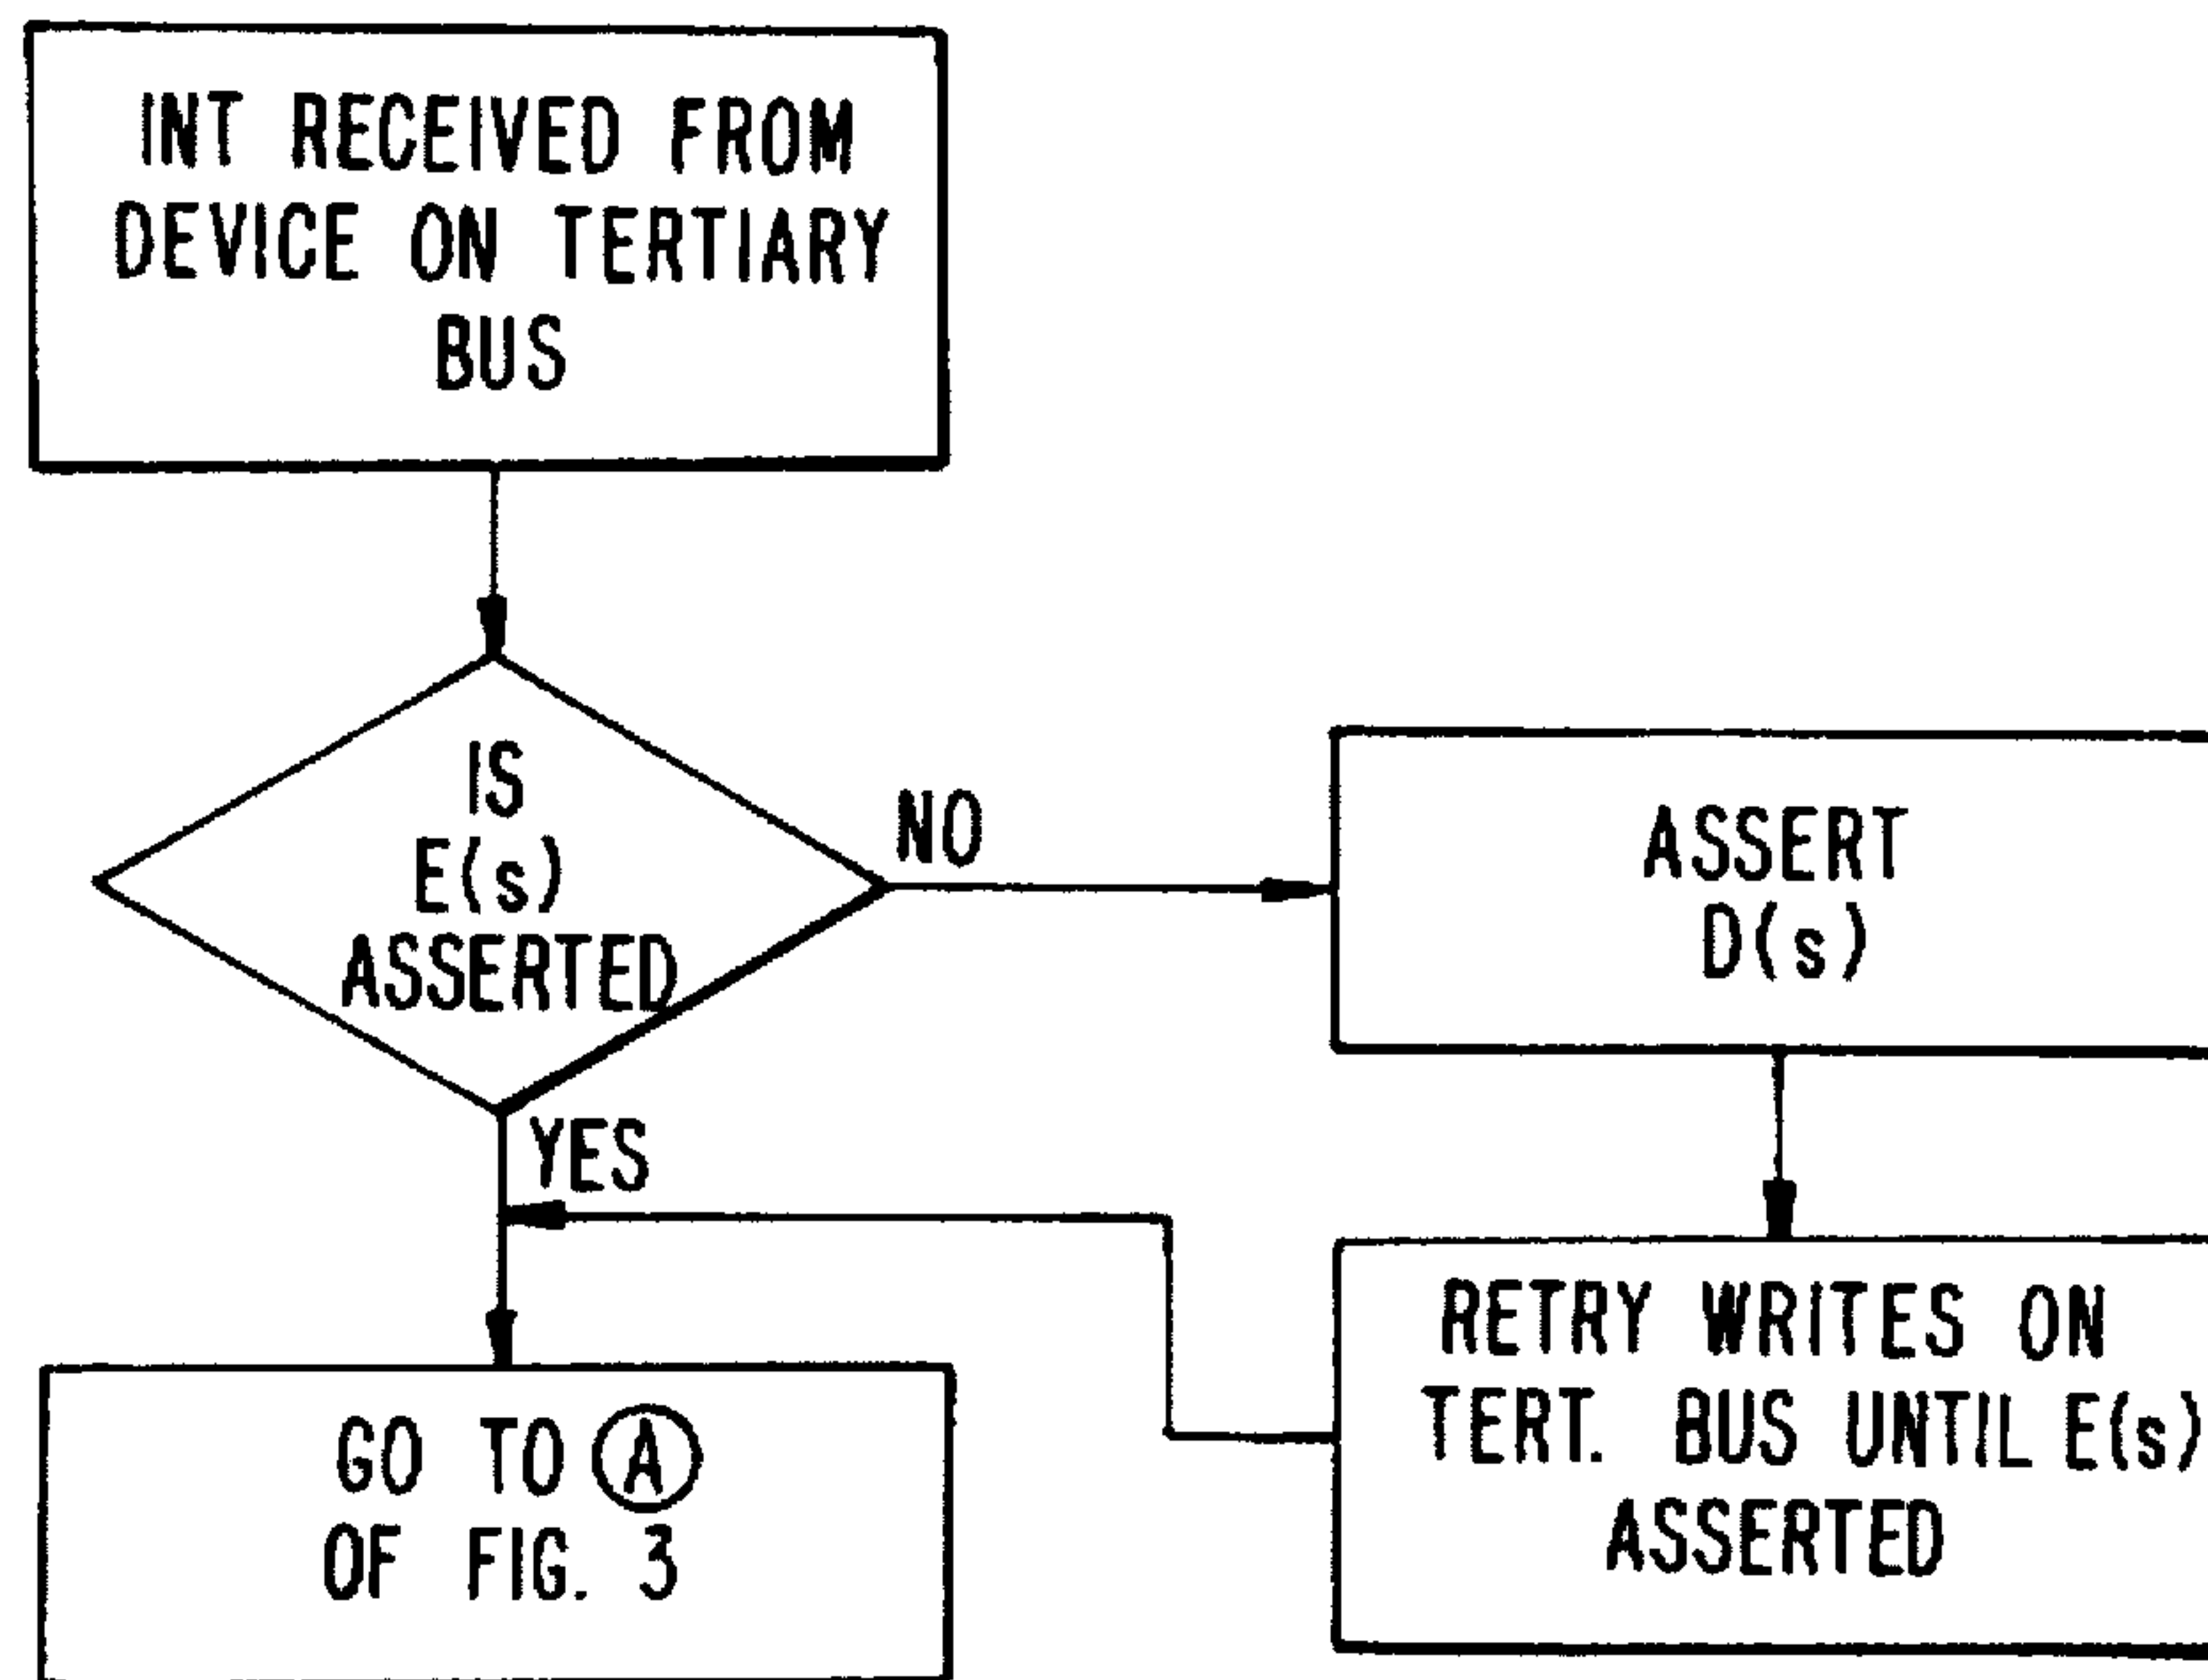 INT RECEIVED FROM
DEVICE ON TERTIARY
BUS
IS
E(s)
ASSERTED
NO
ASSERT
D(s)
YES
RETRY WRITES ON
TERT. BUS UNTIL E(s)
ASSERTED
GO TO A
OF FIG. 3